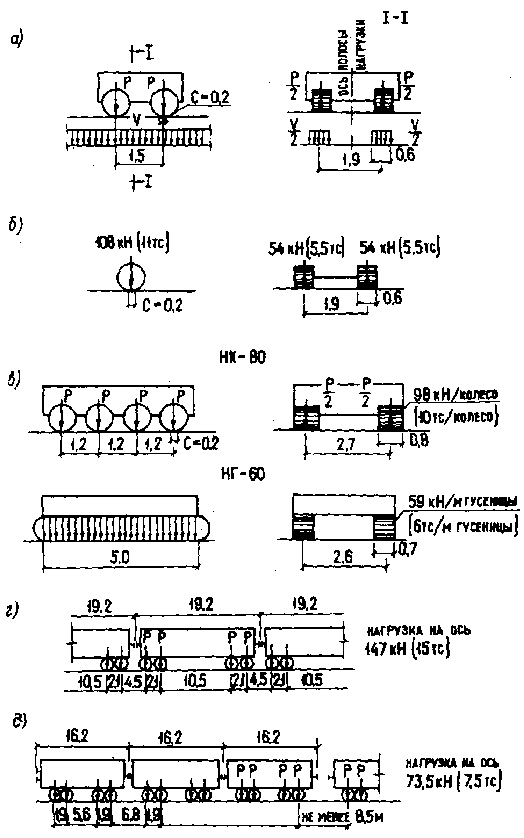 I-I
а)
I
P P
C=0,2
V
1,5
I
ОСЬ ПОЛОСЫ
НАГРУЗКИ
P/2 P/2
V/2 V/2
1,9
0,6
б)
108 кН (11тс)
C=0,2
54 кН (5,5тс) 54 кН (5,5тс)
1,9
0,6
НК-80
в)
P P P P
1,2 1,2 1,2 C=0,2
P/2 P/2
98 кН/колесо
(10тс/колесо)
2,7
0,8
НГ-60
5,0
59 кН/м гусеницы
(6тс/м гусеницы)
2,6
0,7
г)
19,2 19,2 19,2
P P P P
10,5 2,1 4,5 2,1 10,5 2,1 4,5 2,1 10,5
НАГРУЗКА НА ОСЬ
147 кН (15тс)
д)
16,2 16,2 16,2
P P P P P P
1,9 5,6 1,9 6,8 1,9 НЕ МЕНЕЕ 8,5м
НАГРУЗКА НА ОСЬ
73,5 кН (7,5тс)